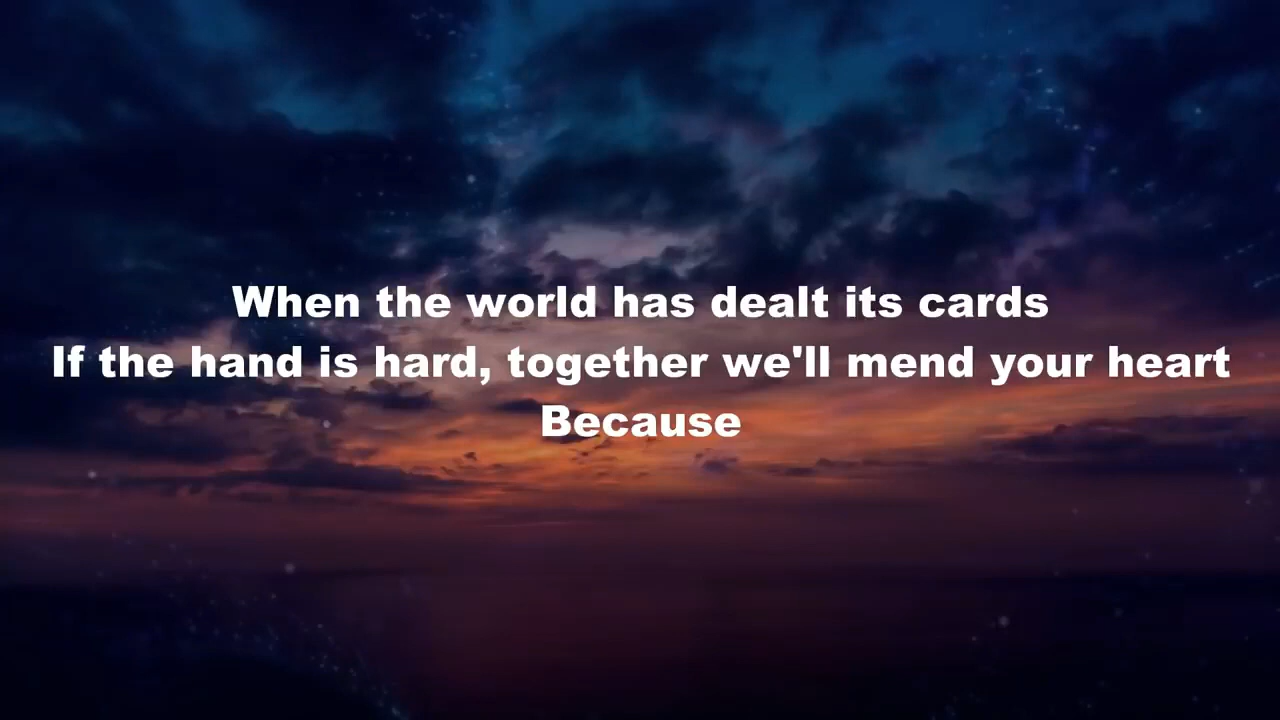 When the world has dealt its cards
If the hand is hard, together we'll mend your heart
Because